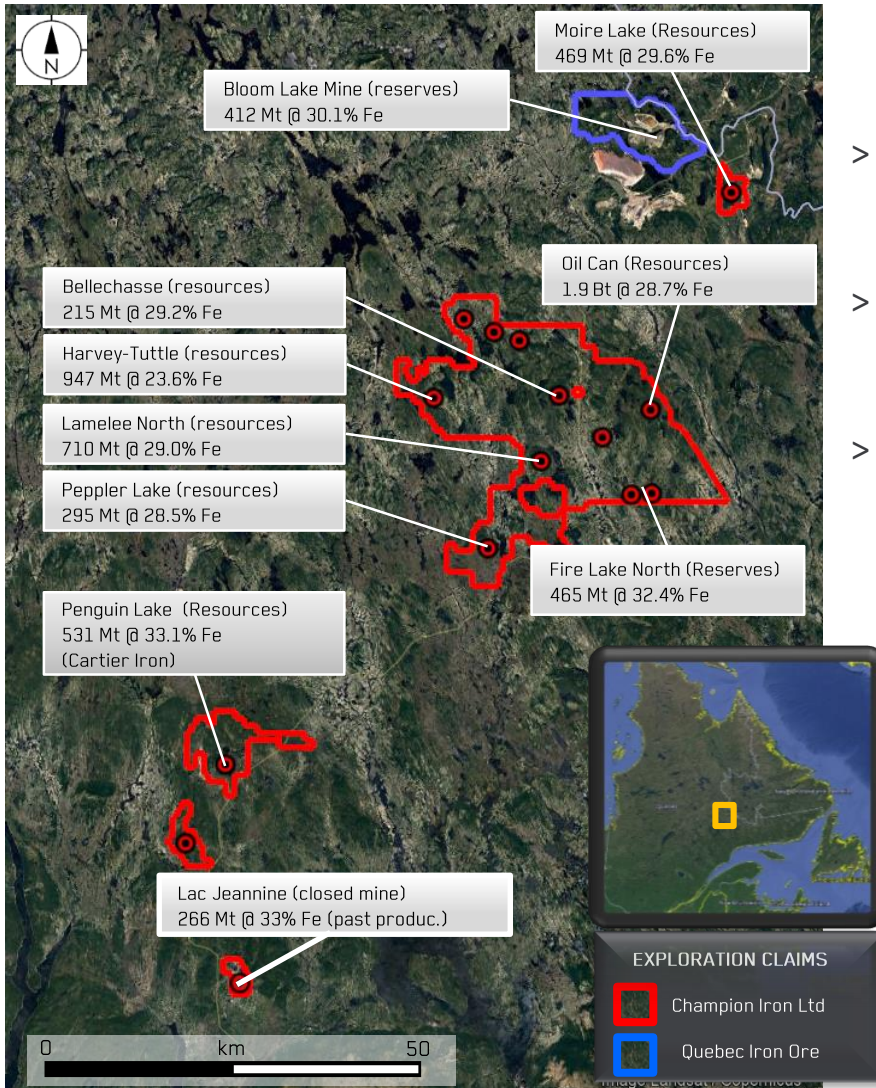 N
Moire Lake (Resources)
469 Mt @ 29.6% Fe
Bloom Lake Mine (reserves)
412 Mt @ 30.1% Fe
>
Oil Can (Resources)
1.9 Bt @ 28.7% Fe
Bellechasse (resources)
215 Mt @ 29.2% Fe
>
Harvey-Tuttle (resources)
947 Mt @ 23.6% Fe
Lamelee North (resources)
710 Mt @ 29.0% Fe
>
Peppler Lake (resources)
295 Mt @ 28.5% Fe
Fire Lake North (Reserves)
465 Mt @ 32.4% Fe
Penguin Lake (Resources)
531 Mt @ 33.1% Fe
(Cartier Iron)
Lac Jeannine (closed mine)
266 Mt @ 33% Fe (past produc.)
EXPLORATION CLAIMS
Champion Iron Ltd
Quebec Iron Ore
0 km 50
Image Landsat / Copernicus